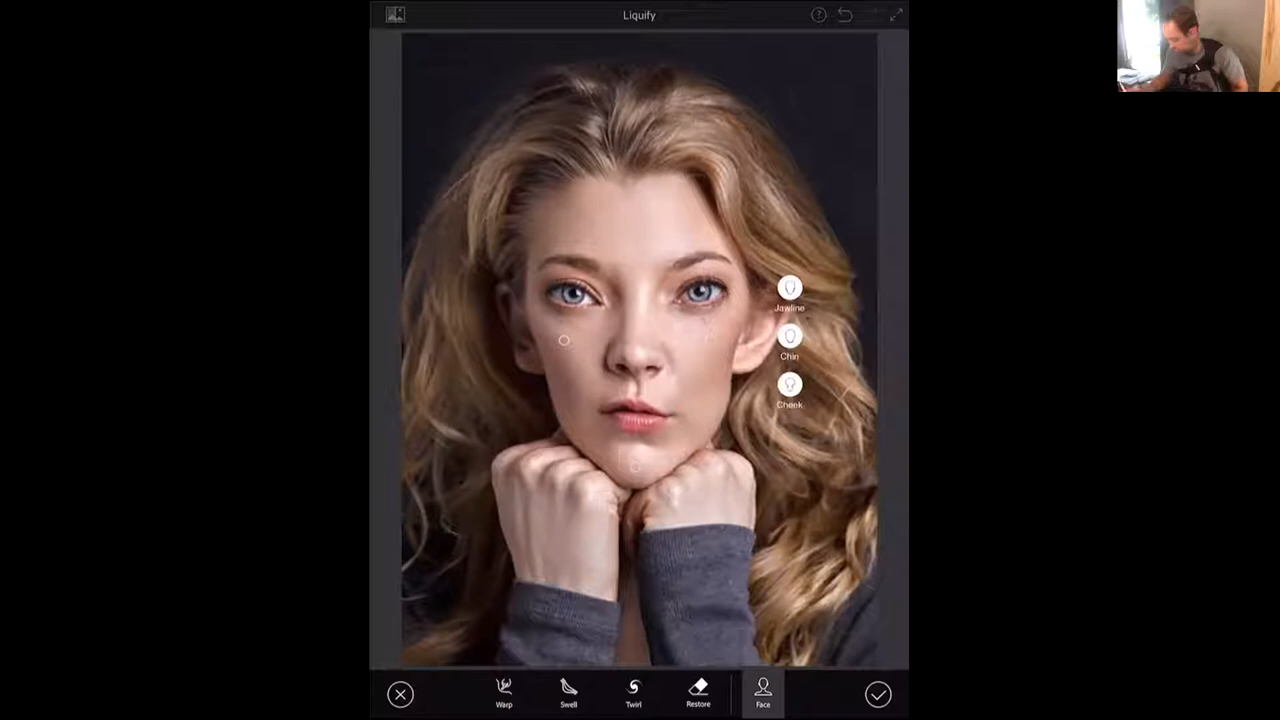 Liquify
Jawline
Chin
Cheek
Warp
Swell
Twirl
Restore
Face